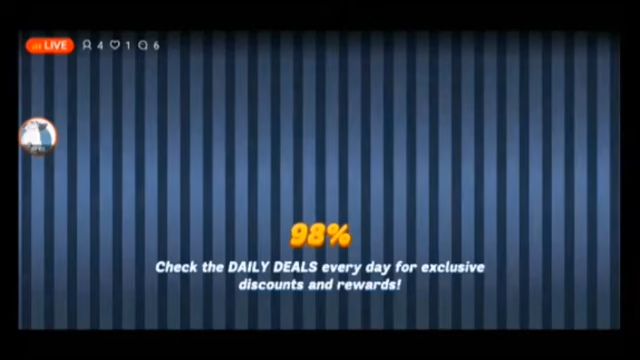 LIVE 4 1 6
98%
Check the DAILY DEALS every day for exclusive
discounts and rewards!